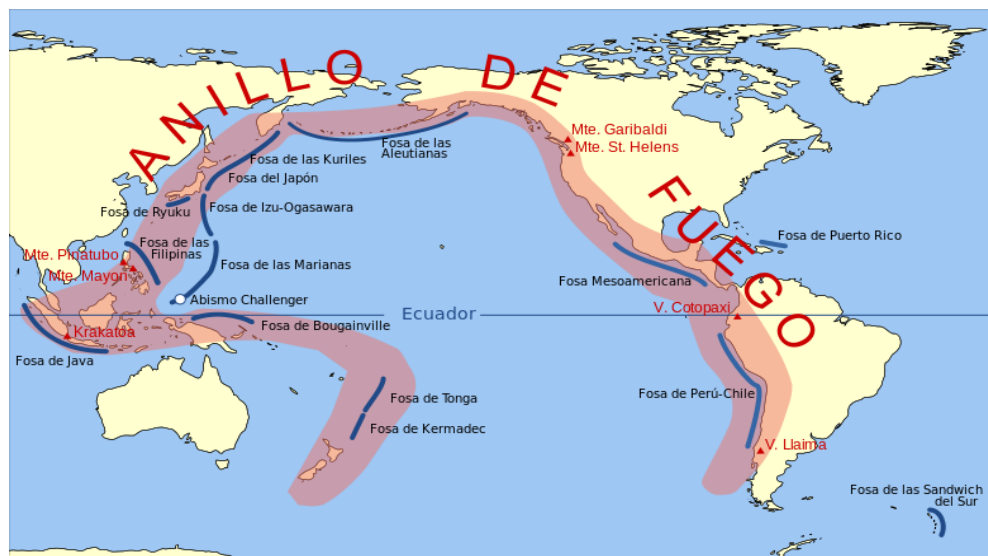 ANILLO DE FUEGO
Mte. Garibaldi
Mte. St. Helens
Fosa de las
Aleutianas
Fosa de las Kuriles
Fosa del Japón
Fosa de Ryuku
Fosa de Izu-Ogasawara
Fosa de Puerto Rico
Fosa de las
Filipinas
Mte. Pinatubo
Mte. Mayon
Fosa de las Marianas
Fosa Mesoamericana
Abismo Challenger
V. Cotopaxi
Ecuador
Fosa de Bougainville
Krakatoa
Fosa de Java
Fosa de Perú-Chile
Fosa de Tonga
Fosa de Kermadec
V. Llaima
Fosa de las Sandwich
del Sur